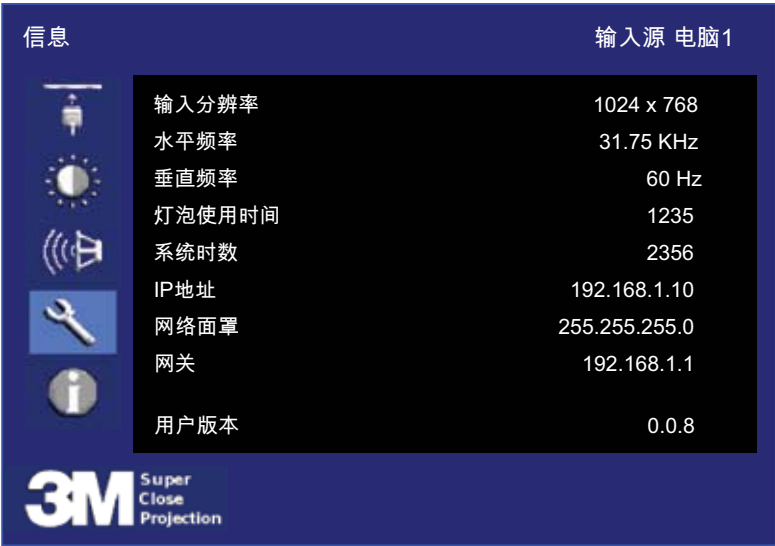 信息 输入源 电脑1
输入分辨率 1024 x 768
水平频率 31.75 KHz
垂直频率 60 Hz
灯泡使用时间 1235
系统时数 2356
IP地址 192.168.1.10
网络面罩 255.255.255.0
网关 192.168.1.1
用户版本 0.0.8
3M Super
Close
Projection